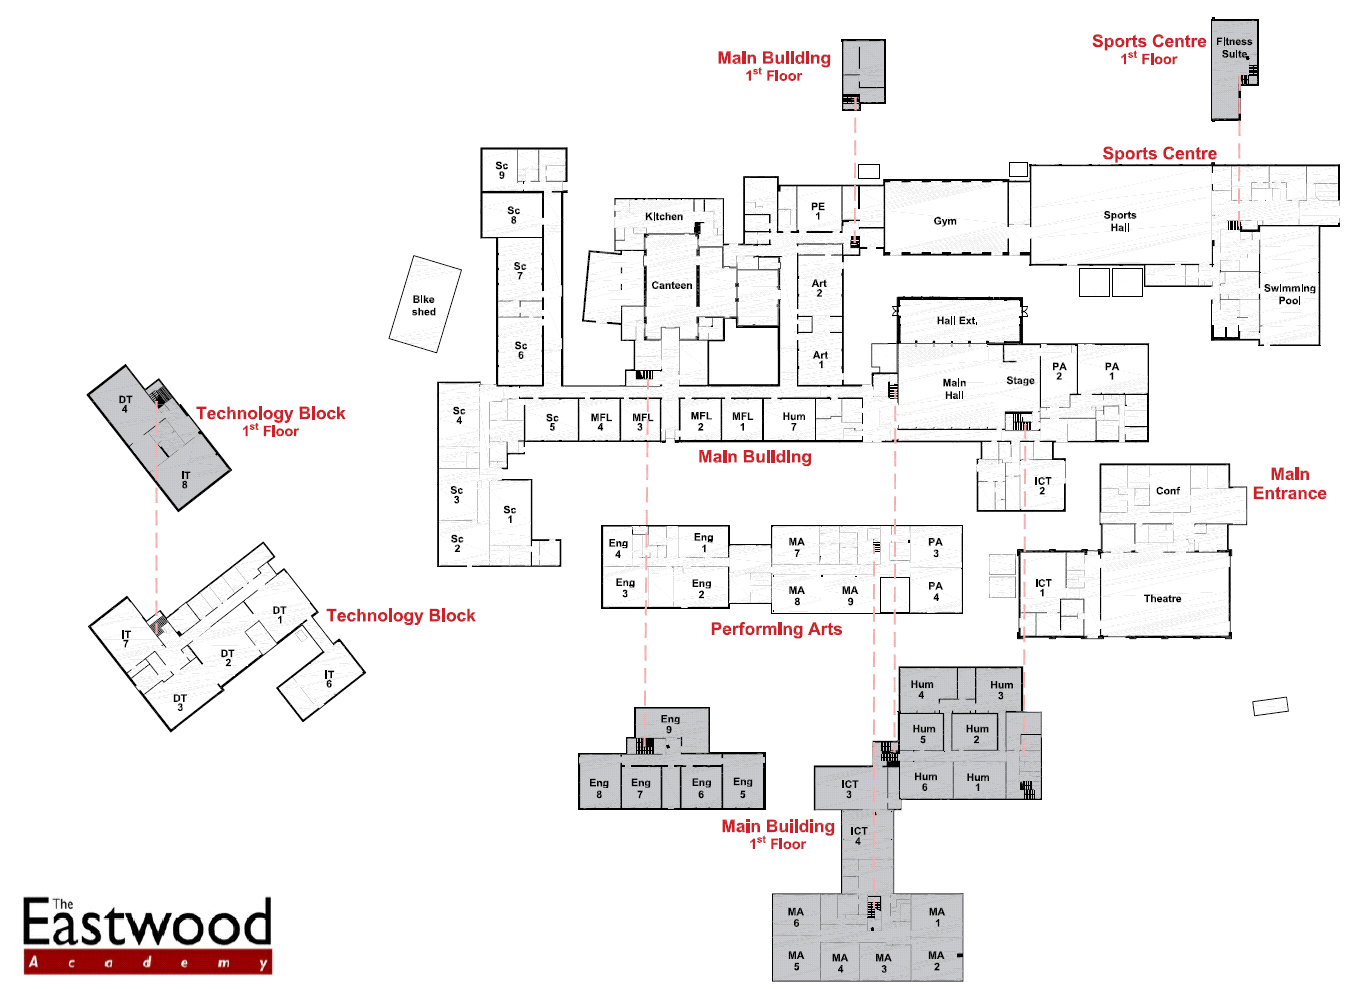 Main Building
1st Floor
Sports Centre
1st Floor
Fitness
Suite
Sports Centre
Sc
9
Sc
8
Sc
7
Sc
6
Kitchen
Canteen
PE
1
Gym
Sports
Hall
Swimming
Pool
Art
2
Art
1
Hall Ext.
Main
Hall
Stage
PA
2
PA
1
Bike
shed
DT
4
IT
8
Technology Block
1st Floor
Sc
4
Sc
5
MFL
4
MFL
3
MFL
2
MFL
1
Hum
7
Main Building
Sc
3
Sc
1
Sc
2
ICT
2
Conf
Main
Entrance
Eng
4
Eng
1
Eng
3
Eng
2
MA
7
MA
8
MA
9
PA
3
PA
4
Performing Arts
ICT
1
Theatre
IT
7
DT
1
DT
2
DT
3
IT
6
Technology Block
Eng
9
Eng
8
Eng
7
Eng
6
Eng
5
Main Building
1st Floor
Hum
4
Hum
3
Hum
5
Hum
2
Hum
6
Hum
1
ICT
3
ICT
4
MA
6
MA
1
MA
5
MA
4
MA
3
MA
2
The
Eastwood
Academy